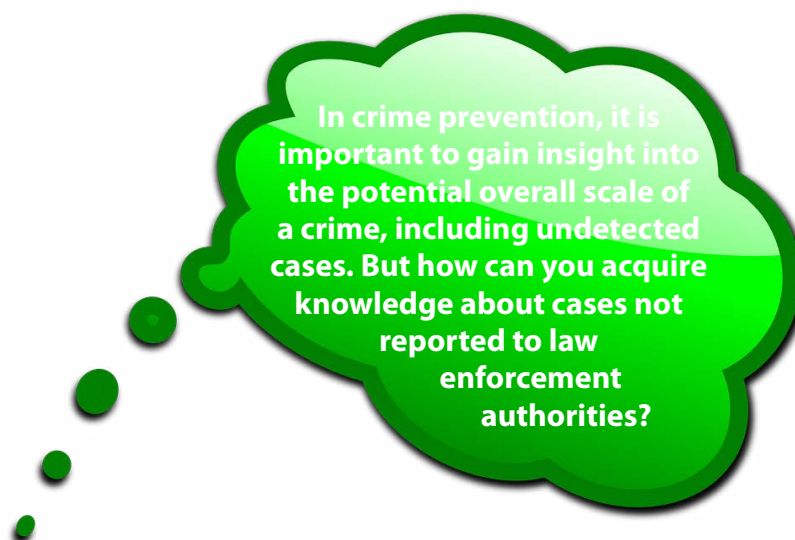 In crime prevention, it is
important to gain insight into
the potential overall scale of
a crime, including undetected
cases. But how can you acquire
knowledge about cases not
reported to law
enforcement
authorities?